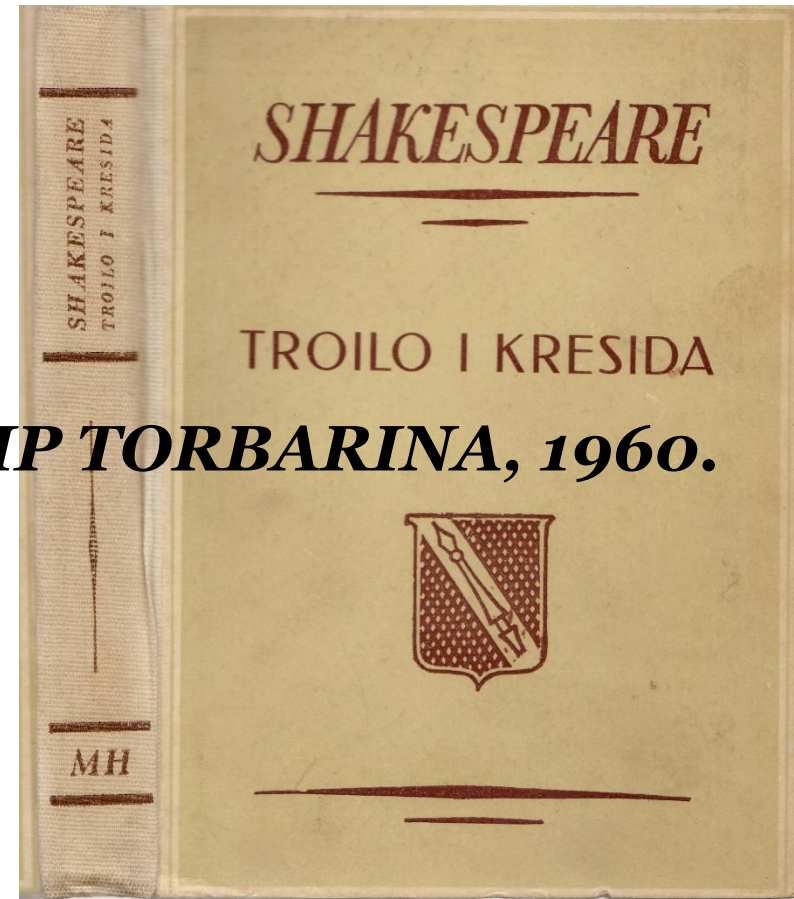 SHAKESPEARE
TROILO I KRESIDA
MH
SHAKESPEARE
TROILO I KRESIDA
IP TORBARINA, 1960.